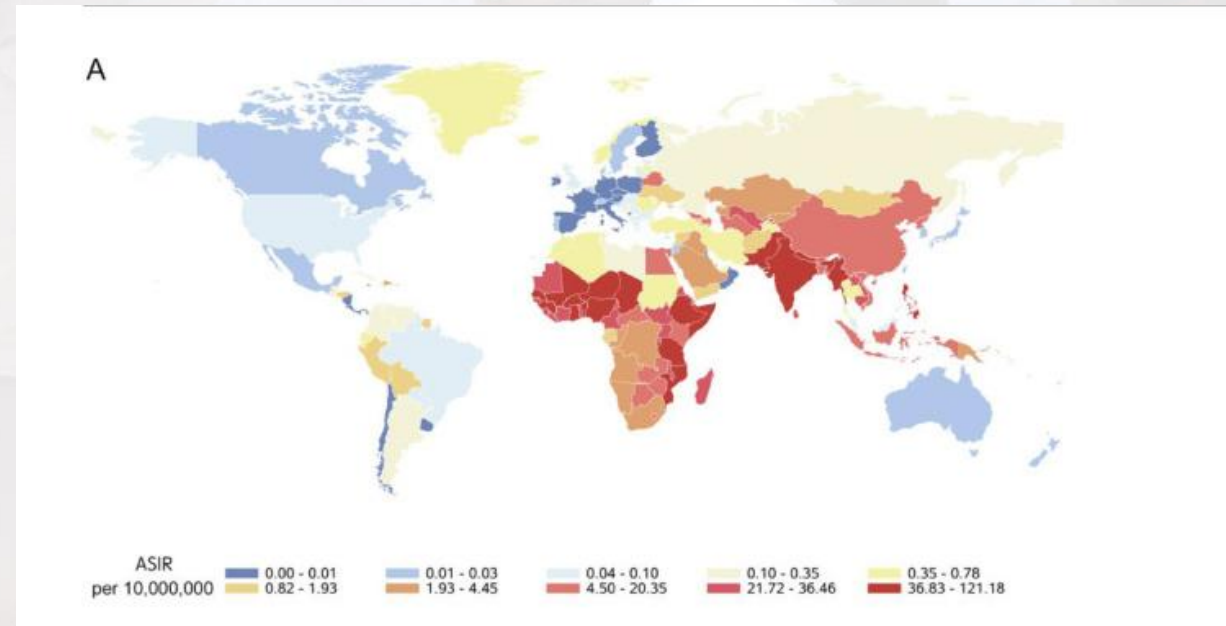 A
ASIR
per 10,000,000
0.00 - 0.01
0.01 - 0.03
0.04 - 0.10
0.10 - 0.35
0.35 - 0.78
0.82 - 1.93
1.93 - 4.45
4.50 - 20.35
21.72 - 36.46
36.83 - 121.18